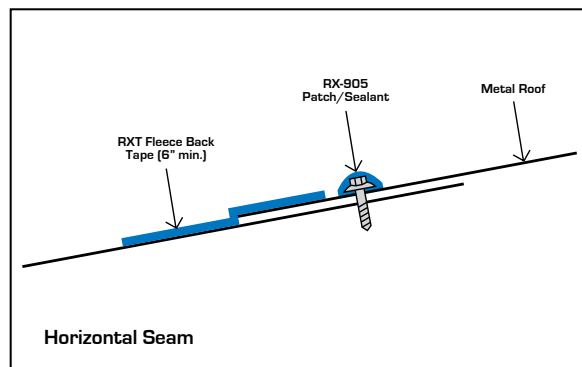 RX-905
Patch/Sealant
Metal Roof
RXT Fleece Back
Tape (6” min.)
Horizontal Seam